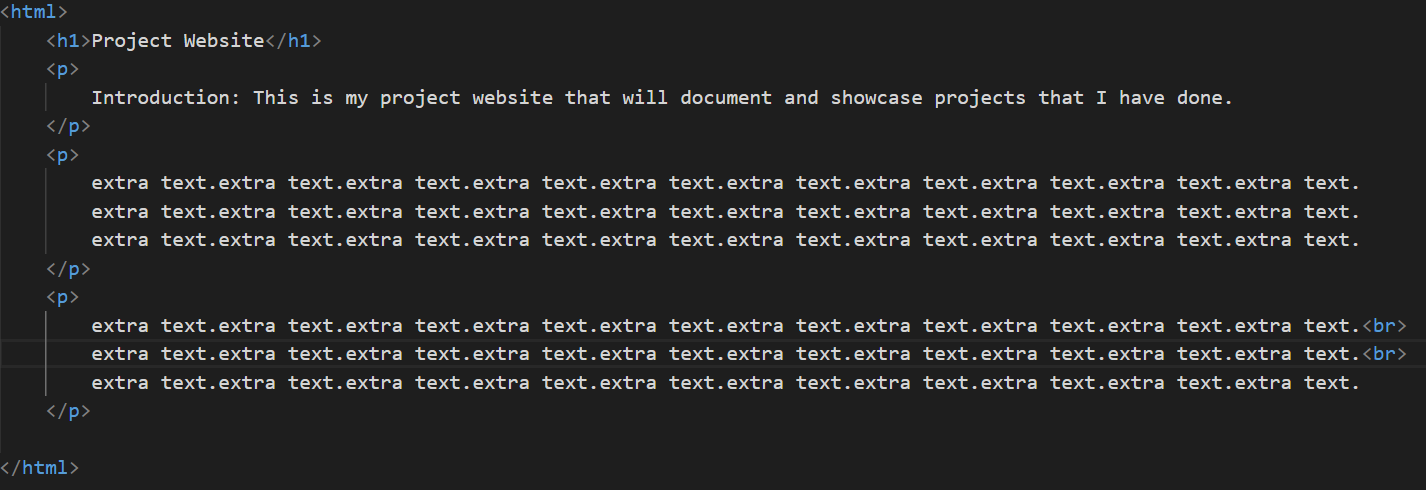 <html>
<h1>Project Website</h1>
<p>
Introduction: This is my project website that will document and showcase projects that I have done.
</p>
<p>
extra text.extra text.extra text.extra text.extra text.extra text.extra text.extra text.extra text.extra text.
extra text.extra text.extra text.extra text.extra text.extra text.extra text.extra text.extra text.extra text.
extra text.extra text.extra text.extra text.extra text.extra text.extra text.extra text.extra text.extra text.
</p>
<p>
extra text.extra text.extra text.extra text.extra text.extra text.extra text.extra text.extra text.extra text.<br>
extra text.extra text.extra text.extra text.extra text.extra text.extra text.extra text.extra text.extra text.<br>
extra text.extra text.extra text.extra text.extra text.extra text.extra text.extra text.extra text.extra text.
</p>
</html>